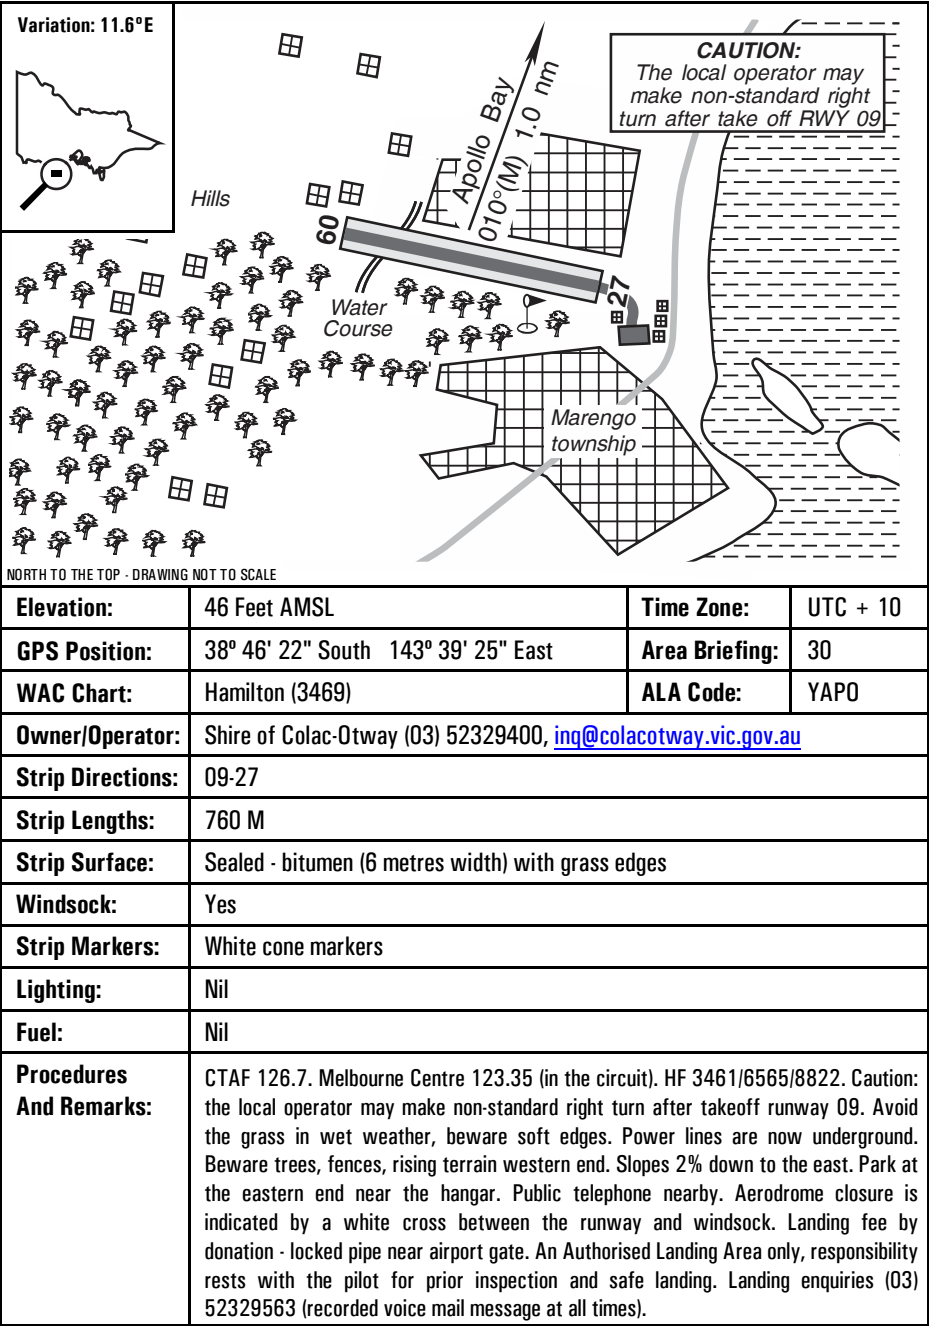 Variation: 11.6°E
CAUTION:
The local operator may
make non-standard right
turn after take off RWY 09
Apollo Bay
010°(M) 1.0 nm
Hills
09
27
Water
Course
Marengo
township
NORTH TO THE TOP - DRAWING NOT TO SCALE
Elevation: 46 Feet AMSL Time Zone: UTC + 10
GPS Position: 38º 46' 22" South 143º 39' 25" East Area Briefing: 30
WAC Chart: Hamilton (3469) ALA Code: YAPO
Owner/Operator: Shire of Colac-Otway (03) 52329400, inq@colacotway.vic.gov.au
Strip Directions: 09-27
Strip Lengths: 760 M
Strip Surface: Sealed - bitumen (6 metres width) with grass edges
Windsock: Yes
Strip Markers: White cone markers
Lighting: Nil
Fuel: Nil
Procedures
And Remarks:
CTAF 126.7. Melbourne Centre 123.35 (in the circuit). HF 3461/6565/8822. Caution:
the local operator may make non-standard right turn after takeoff runway 09. Avoid
the grass in wet weather, beware soft edges. Power lines are now underground.
Beware trees, fences, rising terrain western end. Slopes 2% down to the east. Park at
the eastern end near the hangar. Public telephone nearby. Aerodrome closure is
indicated by a white cross between the runway and windsock. Landing fee by
donation - locked pipe near airport gate. An Authorised Landing Area only, responsibility
rests with the pilot for prior inspection and safe landing. Landing enquiries (03)
52329563 (recorded voice mail message at all times).